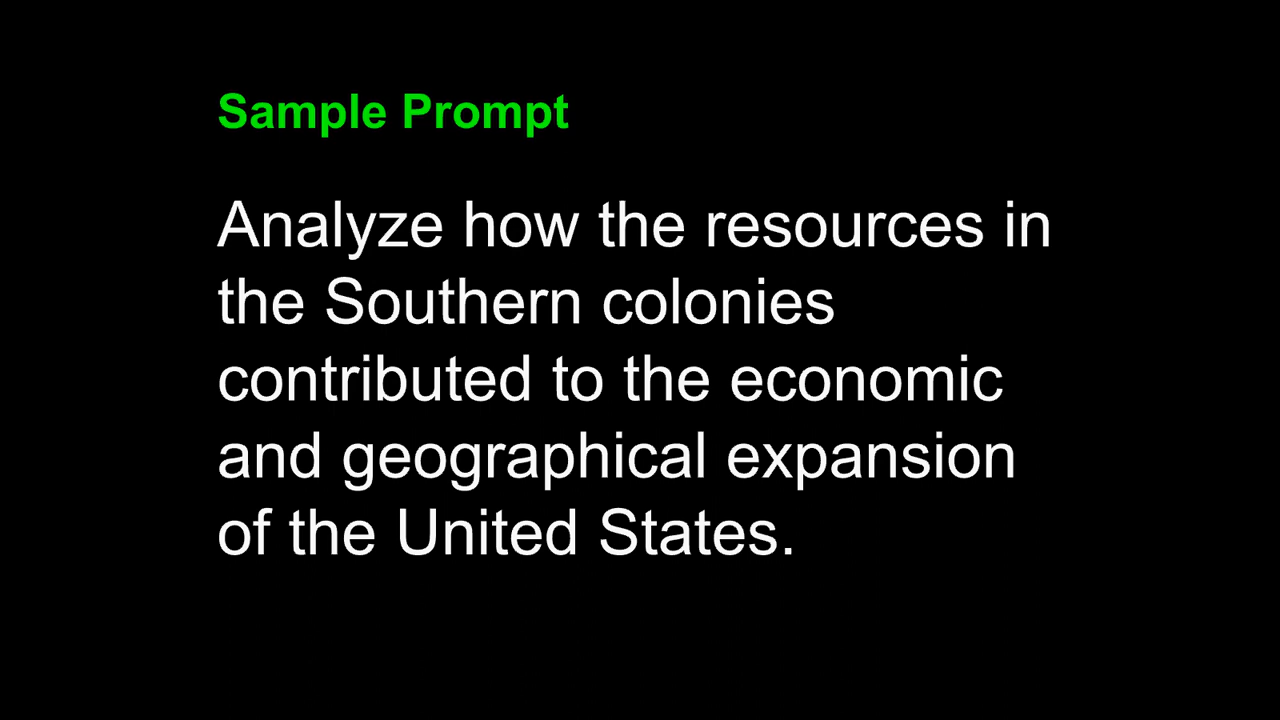 Sample Prompt
Analyze how the resources in
the Southern colonies
contributed to the economic
and geographical expansion
of the United States.